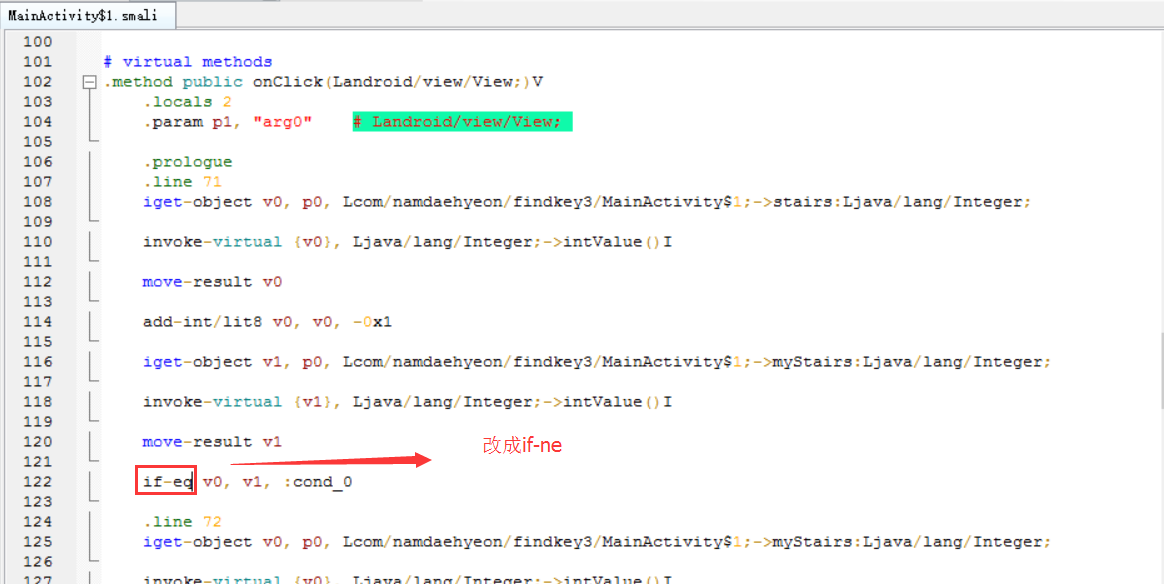 MainActivity$1.smali
100
101 # virtual methods
102 .method public onClick(Landroid/view/View;)V
103 .locals 2
104 .param p1, "arg0" # Landroid/view/View;
105
106 .prologue
107 .line 71
108 iget-object v0, p0, Lcom/namdaehyeon/findkey3/MainActivity$1;->stairs:Ljava/lang/Integer;
109
110 invoke-virtual {v0}, Ljava/lang/Integer;->intValue()I
111
112 move-result v0
113
114 add-int/lit8 v0, v0, -0x1
115
116 iget-object v1, p0, Lcom/namdaehyeon/findkey3/MainActivity$1;->myStairs:Ljava/lang/Integer;
117
118 invoke-virtual {v1}, Ljava/lang/Integer;->intValue()I
119
120 move-result v1
改成if-ne
121
122 if-eq v0, v1, :cond_0
123
124 .line 72
125 iget-object v0, p0, Lcom/namdaehyeon/findkey3/MainActivity$1;->myStairs:Ljava/lang/Integer;
126
127 invoke-virtual {v0}, Ljava/lang/Integer;->intValue()I